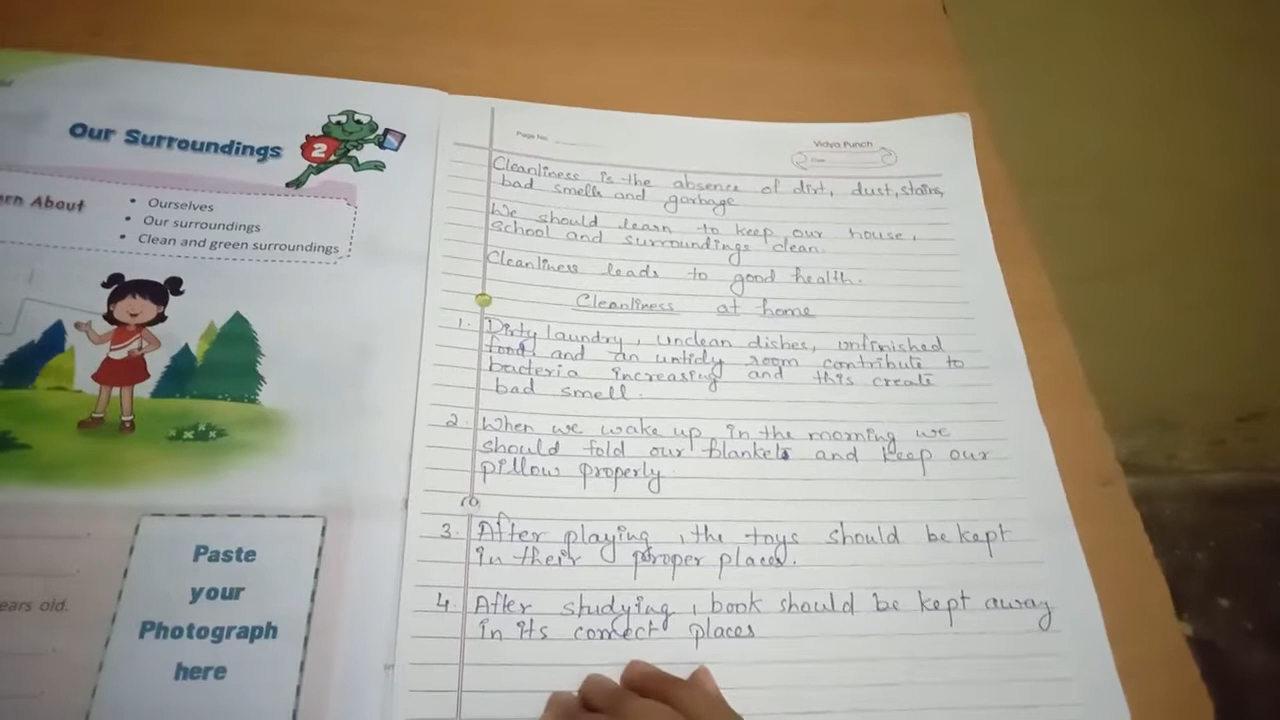 Our Surroundings
2
rn About
• Ourselves
• Our surroundings
• Clean and green surroundings
Paste
your
Photograph
here
ears old.
Page No.
Vidya Punch
Cleanliness is the absence of dirt, dust, stains,
bad smells and garbage
We should learn to keep our house,
School and surroundings clean.
Cleanliness leads to good health.
Cleanliness at home
1. Dirty laundry, unclean dishes, unfinished
food, and an untidy room contribute to
bacteria increasing and this create
bad smell.
2. When we wake up in the morning we
should fold our blankets and keep our
pillow properly
3. After playing, the toys should be kept
in their proper places.
4. After studying, book should be kept away
in its correct places